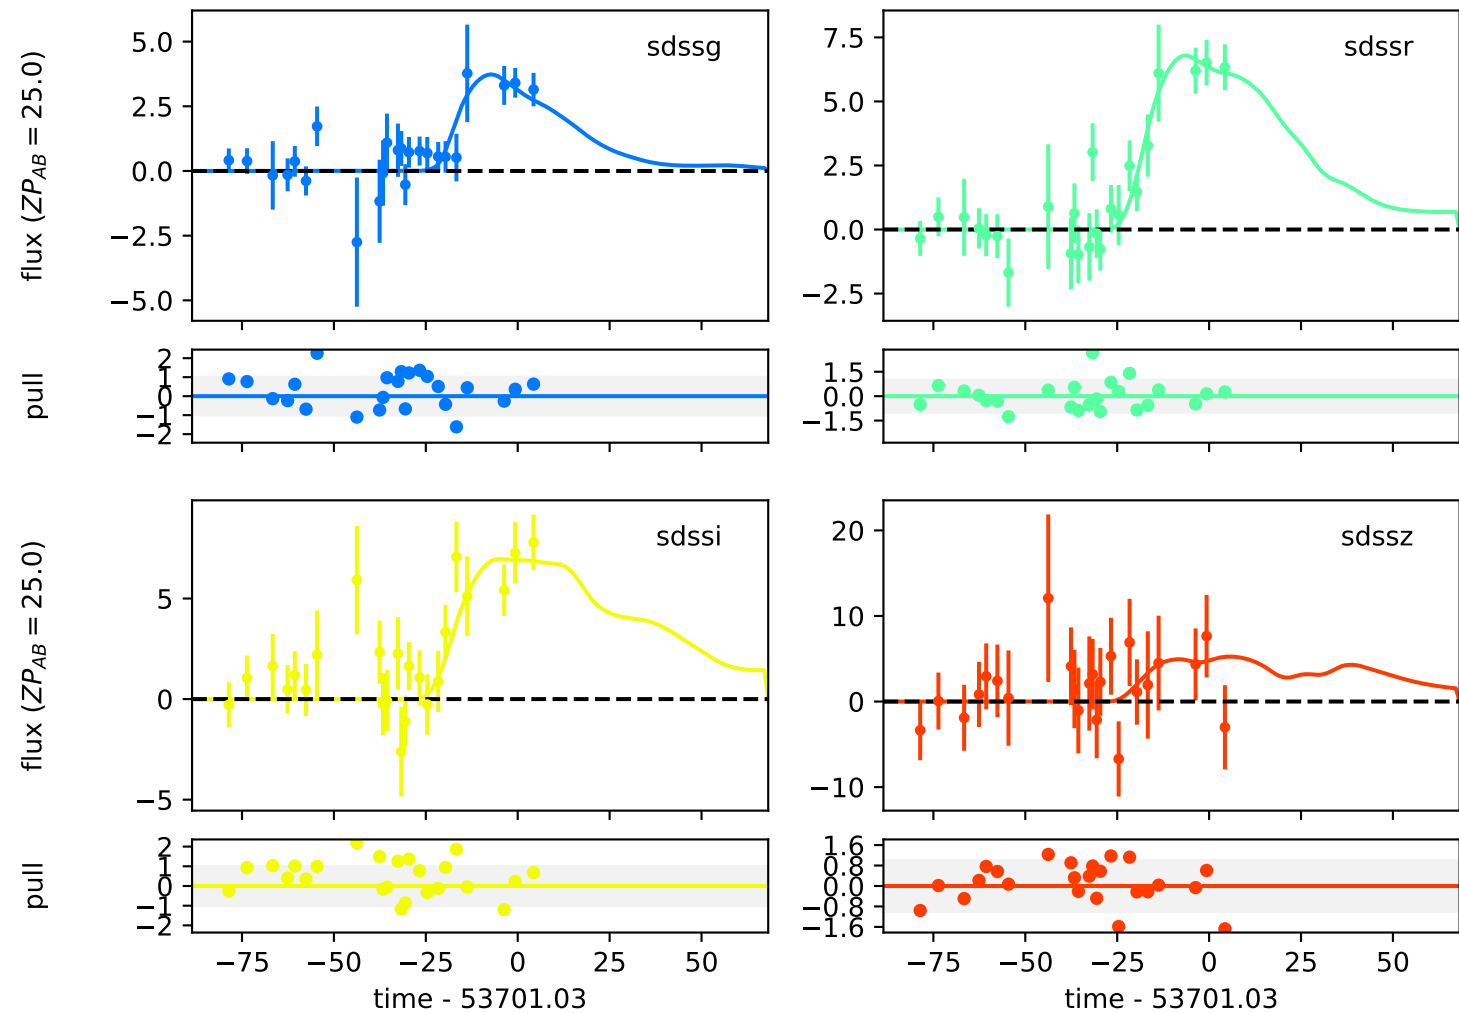 sdssg
flux (ZP_AB = 25.0)
5.0
2.5
0.0
−2.5
−5.0
sdssr
7.5
5.0
2.5
0.0
−2.5
pull
2
1
0
−1
−2
1.5
0.0
−1.5
sdssi
flux (ZP_AB = 25.0)
5
0
−5
sdssz
20
10
0
−10
pull
2
1
0
−1
−2
1.6
0.8
0.0
−0.8
−1.6
−75 −50 −25 0 25 50
time - 53701.03
−75 −50 −25 0 25 50
time - 53701.03